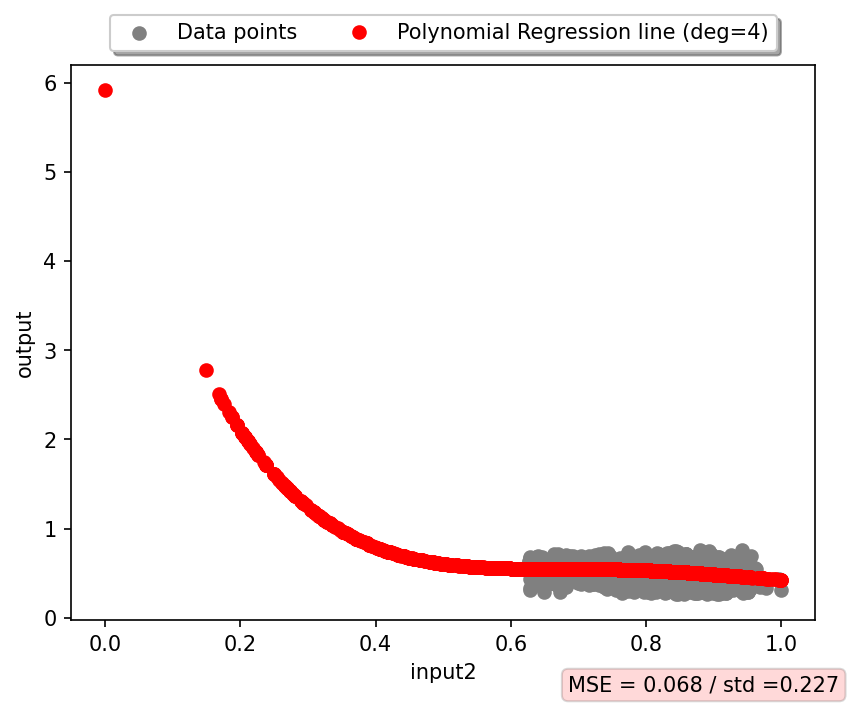 Data points Polynomial Regression line (deg=4)
6
5
4
3
2
1
0
output
0.0 0.2 0.4 0.6 0.8 1.0
input2
MSE = 0.068 / std =0.227